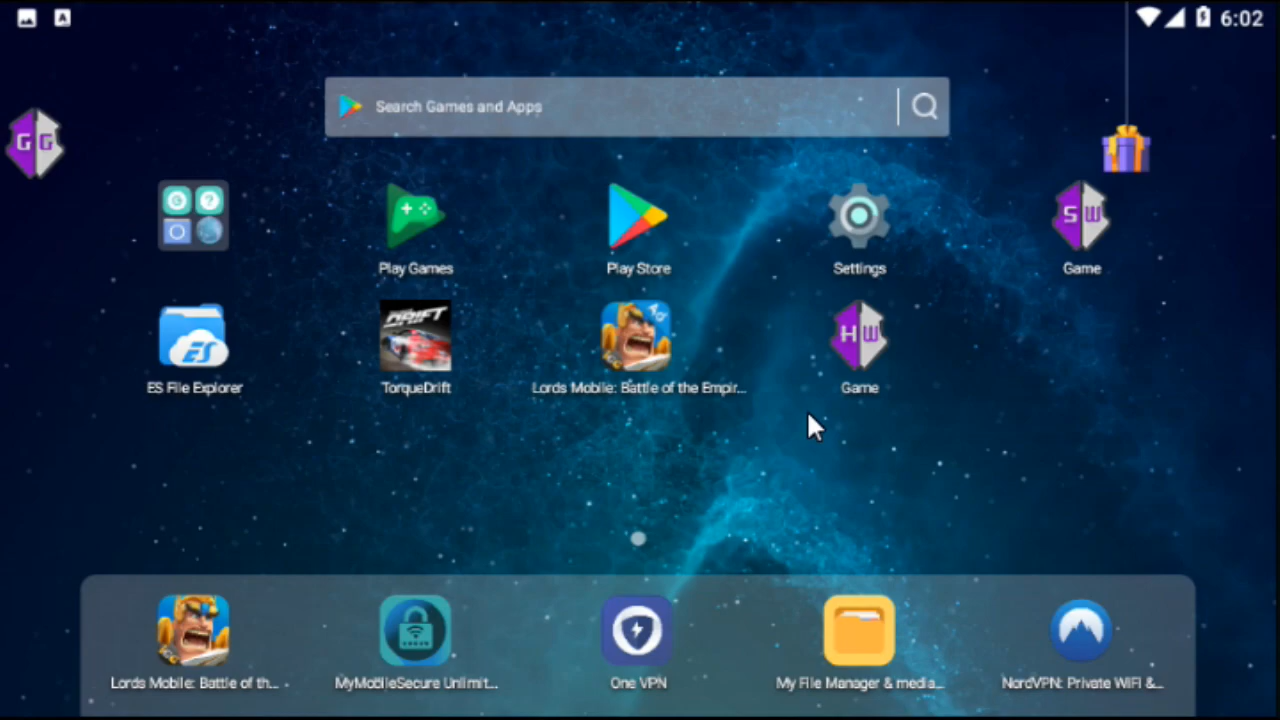 6:02
Search Games and Apps
G G
S W
Play Games
Play Store
Settings
Game
ES
DRIFT
H W
ES File Explorer
TorqueDrift
Lords Mobile: Battle of the Empir...
Game
Lords Mobile: Battle of th...
MyMobileSecure Unlimit...
One VPN
My File Manager & media...
NordVPN: Private WiFi &...